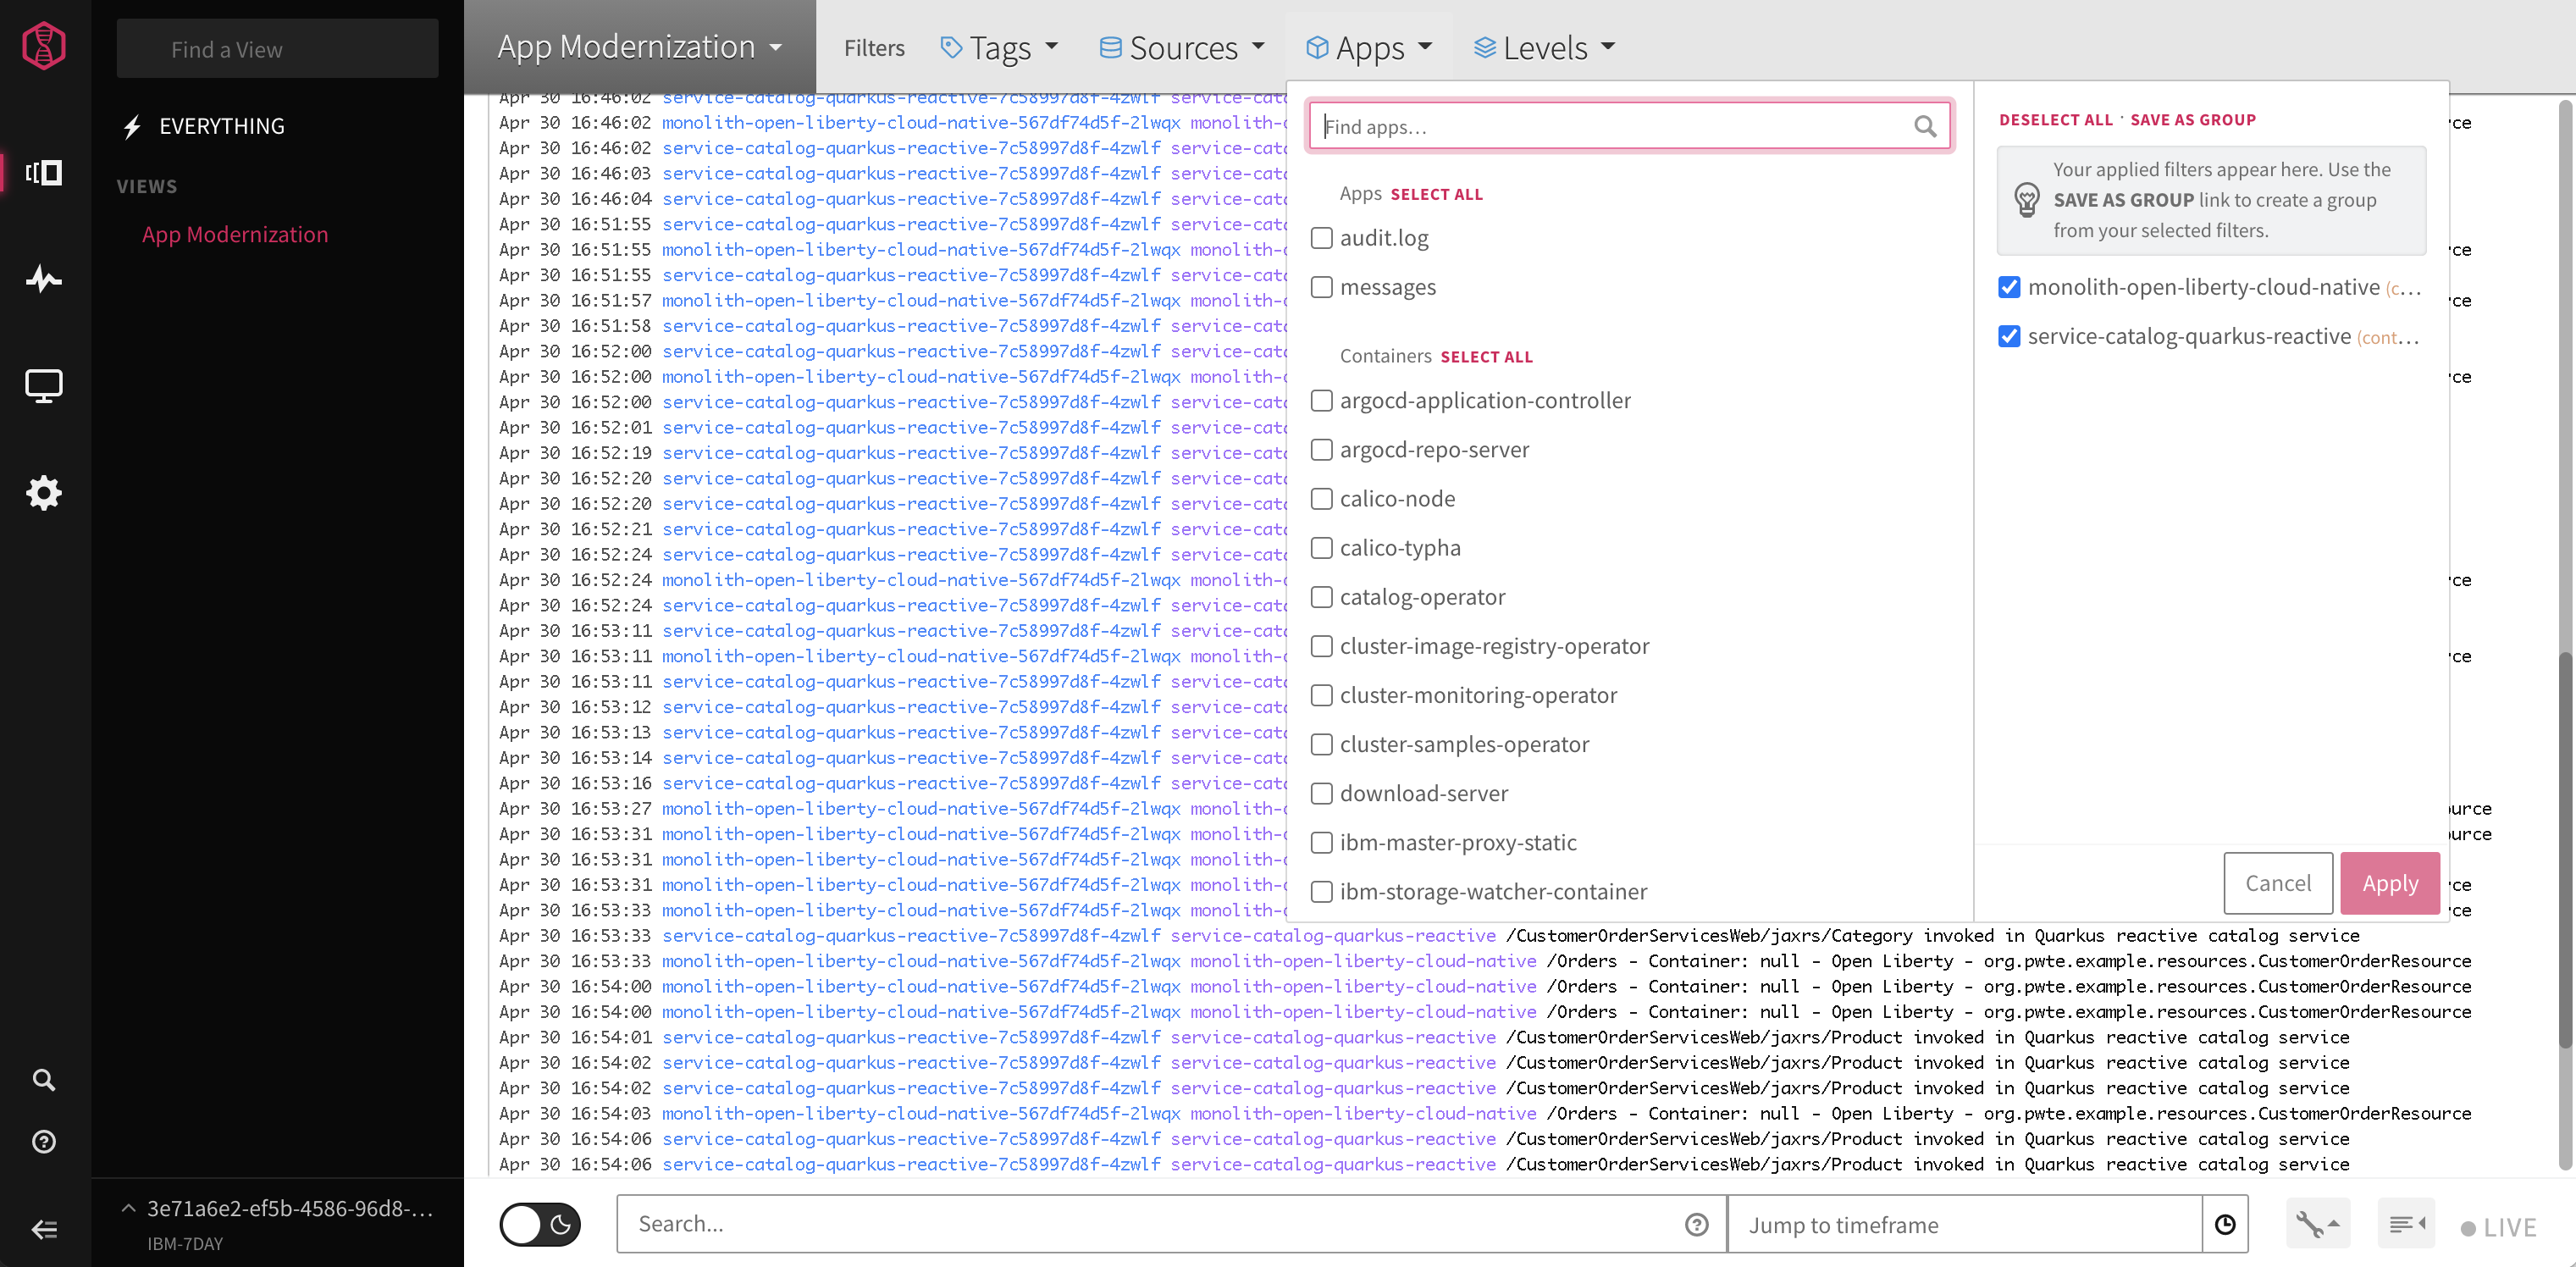 Find a View
EVERYTHING
VIEWS
App Modernization
3e71a6e2-ef5b-4586-96d8-...
IBM-7DAY
App Modernization
Filters
Tags
Sources
Apps
Levels
Apr 30 16:46:02 service-catalog-quarkus-reactive-7c58997d8f-4zwlf service-cat
Apr 30 16:46:02 monolith-open-liberty-cloud-native-567df74d5f-2lwqx monolith- rce
Apr 30 16:46:02 service-catalog-quarkus-reactive-7c58997d8f-4zwlf service-cat
Apr 30 16:46:03 service-catalog-quarkus-reactive-7c58997d8f-4zwlf service-cat
Apr 30 16:46:04 service-catalog-quarkus-reactive-7c58997d8f-4zwlf service-cat
Apr 30 16:51:55 service-catalog-quarkus-reactive-7c58997d8f-4zwlf service-cat
Apr 30 16:51:55 monolith-open-liberty-cloud-native-567df74d5f-2lwqx monolith- rce
Apr 30 16:51:55 service-catalog-quarkus-reactive-7c58997d8f-4zwlf service-cat
Apr 30 16:51:57 monolith-open-liberty-cloud-native-567df74d5f-2lwqx monolith- rce
Apr 30 16:51:58 service-catalog-quarkus-reactive-7c58997d8f-4zwlf service-cat
Apr 30 16:52:00 service-catalog-quarkus-reactive-7c58997d8f-4zwlf service-cat
Apr 30 16:52:00 monolith-open-liberty-cloud-native-567df74d5f-2lwqx monolith- rce
Apr 30 16:52:00 service-catalog-quarkus-reactive-7c58997d8f-4zwlf service-cat
Apr 30 16:52:01 service-catalog-quarkus-reactive-7c58997d8f-4zwlf service-cat
Apr 30 16:52:19 service-catalog-quarkus-reactive-7c58997d8f-4zwlf service-cat
Apr 30 16:52:20 service-catalog-quarkus-reactive-7c58997d8f-4zwlf service-cat
Apr 30 16:52:20 service-catalog-quarkus-reactive-7c58997d8f-4zwlf service-cat
Apr 30 16:52:21 service-catalog-quarkus-reactive-7c58997d8f-4zwlf service-cat
Apr 30 16:52:24 service-catalog-quarkus-reactive-7c58997d8f-4zwlf service-cat
Apr 30 16:52:24 monolith-open-liberty-cloud-native-567df74d5f-2lwqx monolith- rce
Apr 30 16:52:24 service-catalog-quarkus-reactive-7c58997d8f-4zwlf service-cat
Apr 30 16:53:11 service-catalog-quarkus-reactive-7c58997d8f-4zwlf service-cat
Apr 30 16:53:11 monolith-open-liberty-cloud-native-567df74d5f-2lwqx monolith- rce
Apr 30 16:53:11 service-catalog-quarkus-reactive-7c58997d8f-4zwlf service-cat
Apr 30 16:53:12 service-catalog-quarkus-reactive-7c58997d8f-4zwlf service-cat
Apr 30 16:53:13 service-catalog-quarkus-reactive-7c58997d8f-4zwlf service-cat
Apr 30 16:53:14 service-catalog-quarkus-reactive-7c58997d8f-4zwlf service-cat
Apr 30 16:53:16 service-catalog-quarkus-reactive-7c58997d8f-4zwlf service-cat
Apr 30 16:53:27 monolith-open-liberty-cloud-native-567df74d5f-2lwqx monolith- urce
Apr 30 16:53:31 monolith-open-liberty-cloud-native-567df74d5f-2lwqx monolith- urce
Apr 30 16:53:31 monolith-open-liberty-cloud-native-567df74d5f-2lwqx monolith-
Apr 30 16:53:31 monolith-open-liberty-cloud-native-567df74d5f-2lwqx monolith- rce
Apr 30 16:53:33 monolith-open-liberty-cloud-native-567df74d5f-2lwqx monolith- rce
Apr 30 16:53:33 service-catalog-quarkus-reactive-7c58997d8f-4zwlf service-catalog-quarkus-reactive /CustomerOrderServicesWeb/jaxrs/Category invoked in Quarkus reactive catalog service
Apr 30 16:53:33 monolith-open-liberty-cloud-native-567df74d5f-2lwqx monolith-open-liberty-cloud-native /Orders - Container: null - Open Liberty - org.pwte.example.resources.CustomerOrderResource
Apr 30 16:54:00 monolith-open-liberty-cloud-native-567df74d5f-2lwqx monolith-open-liberty-cloud-native /Orders - Container: null - Open Liberty - org.pwte.example.resources.CustomerOrderResource
Apr 30 16:54:00 monolith-open-liberty-cloud-native-567df74d5f-2lwqx monolith-open-liberty-cloud-native /Orders - Container: null - Open Liberty - org.pwte.example.resources.CustomerOrderResource
Apr 30 16:54:01 service-catalog-quarkus-reactive-7c58997d8f-4zwlf service-catalog-quarkus-reactive /CustomerOrderServicesWeb/jaxrs/Product invoked in Quarkus reactive catalog service
Apr 30 16:54:02 service-catalog-quarkus-reactive-7c58997d8f-4zwlf service-catalog-quarkus-reactive /CustomerOrderServicesWeb/jaxrs/Product invoked in Quarkus reactive catalog service
Apr 30 16:54:02 service-catalog-quarkus-reactive-7c58997d8f-4zwlf service-catalog-quarkus-reactive /CustomerOrderServicesWeb/jaxrs/Product invoked in Quarkus reactive catalog service
Apr 30 16:54:03 monolith-open-liberty-cloud-native-567df74d5f-2lwqx monolith-open-liberty-cloud-native /Orders - Container: null - Open Liberty - org.pwte.example.resources.CustomerOrderResource
Apr 30 16:54:06 service-catalog-quarkus-reactive-7c58997d8f-4zwlf service-catalog-quarkus-reactive /CustomerOrderServicesWeb/jaxrs/Product invoked in Quarkus reactive catalog service
Apr 30 16:54:06 service-catalog-quarkus-reactive-7c58997d8f-4zwlf service-catalog-quarkus-reactive /CustomerOrderServicesWeb/jaxrs/Product invoked in Quarkus reactive catalog service
Find apps...
Apps SELECT ALL
audit.log
messages
Containers SELECT ALL
argocd-application-controller
argocd-repo-server
calico-node
calico-typha
catalog-operator
cluster-image-registry-operator
cluster-monitoring-operator
cluster-samples-operator
download-server
ibm-master-proxy-static
ibm-storage-watcher-container
DESELECT ALL · SAVE AS GROUP
Your applied filters appear here. Use the
SAVE AS GROUP link to create a group
from your selected filters.
monolith-open-liberty-cloud-native (c...
service-catalog-quarkus-reactive (cont...
Cancel
Apply
Search...
Jump to timeframe
LIVE